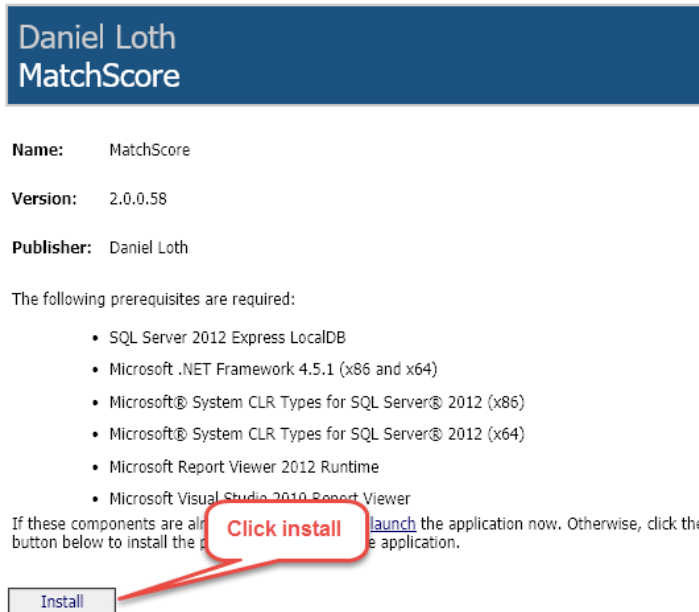 Daniel Loth
MatchScore
Name: MatchScore
Version: 2.0.0.58
Publisher: Daniel Loth
The following prerequisites are required:
• SQL Server 2012 Express LocalDB
• Microsoft .NET Framework 4.5.1 (x86 and x64)
• Microsoft® System CLR Types for SQL Server® 2012 (x86)
• Microsoft® System CLR Types for SQL Server® 2012 (x64)
• Microsoft Report Viewer 2012 Runtime
• Microsoft Visual Studio 2010 Report Viewer
If these components are launch the application now. Otherwise, click the
button below to install the application.
Click install
Install